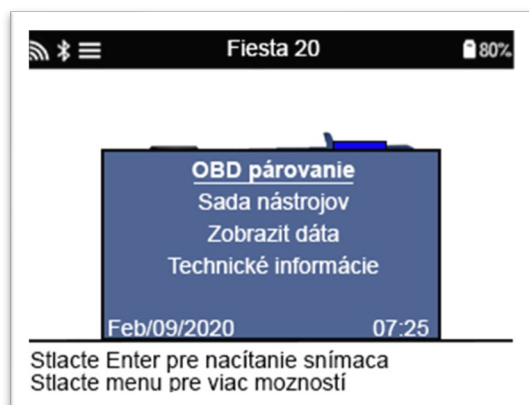 Fiesta 20
80%
OBD párovanie
Sada nástrojov
Zobrazit dáta
Technické informácie
Feb/09/2020 07:25
Stlacte Enter pre nacítanie snímaca
Stlacte menu pre viac mozností